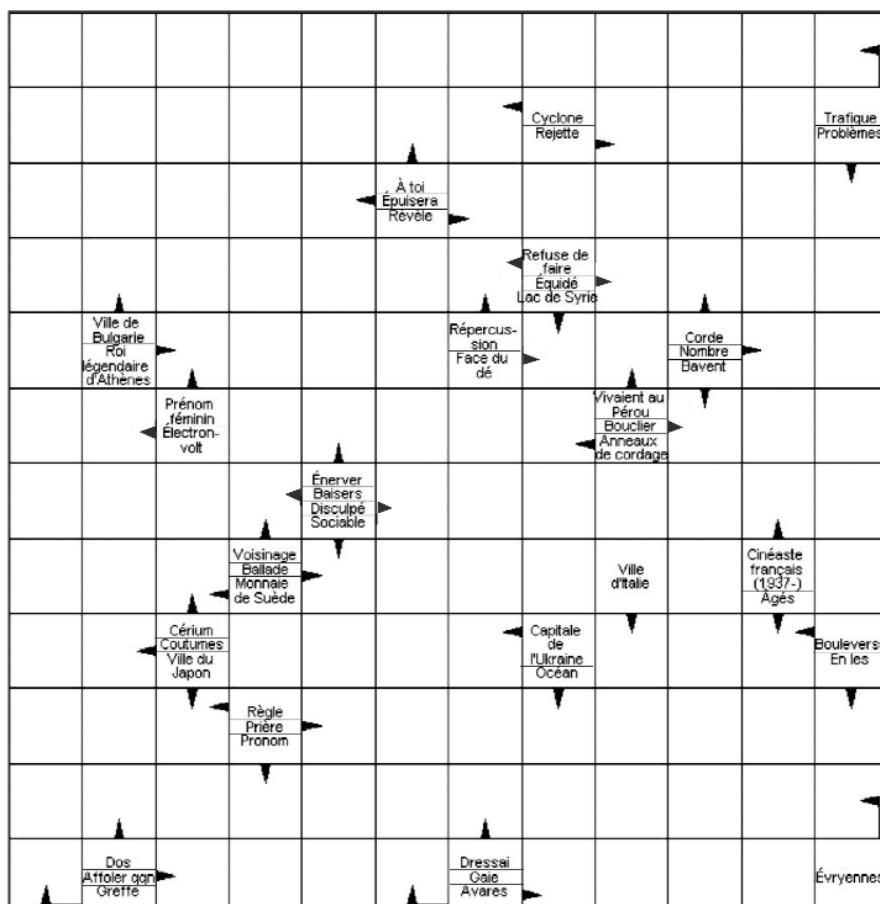 Cyclone
Rejette
Trafique
Problèmes
À toi
Épuisera
Révèle
Refuse de
faire
Équidé
Lac de Syrie
Ville de
Bulgarie
Roi
légendaire
d'Athènes
Répercus-
sion
Face du
dé
Corde
Nombre
Bavent
Prénom
féminin
Électron-
volt
Vivaient au
Pérou
Bouclier
Anneaux
de cordage
Énerver
Baisers
Disculpé
Sociable
Voisinage
Ballade
Monnaie
de Suède
Ville
d'Italie
Cinéaste
français
(1937-)
Âgés
Cérium
Coutumes
Ville du
Japon
Capitale
de
l'Ukraine
Océan
Boulevers
En les
Règle
Prière
Pronom
Dos
Affoler qqn
Greffe
Dressai
Gaie
Avares
Évryennes